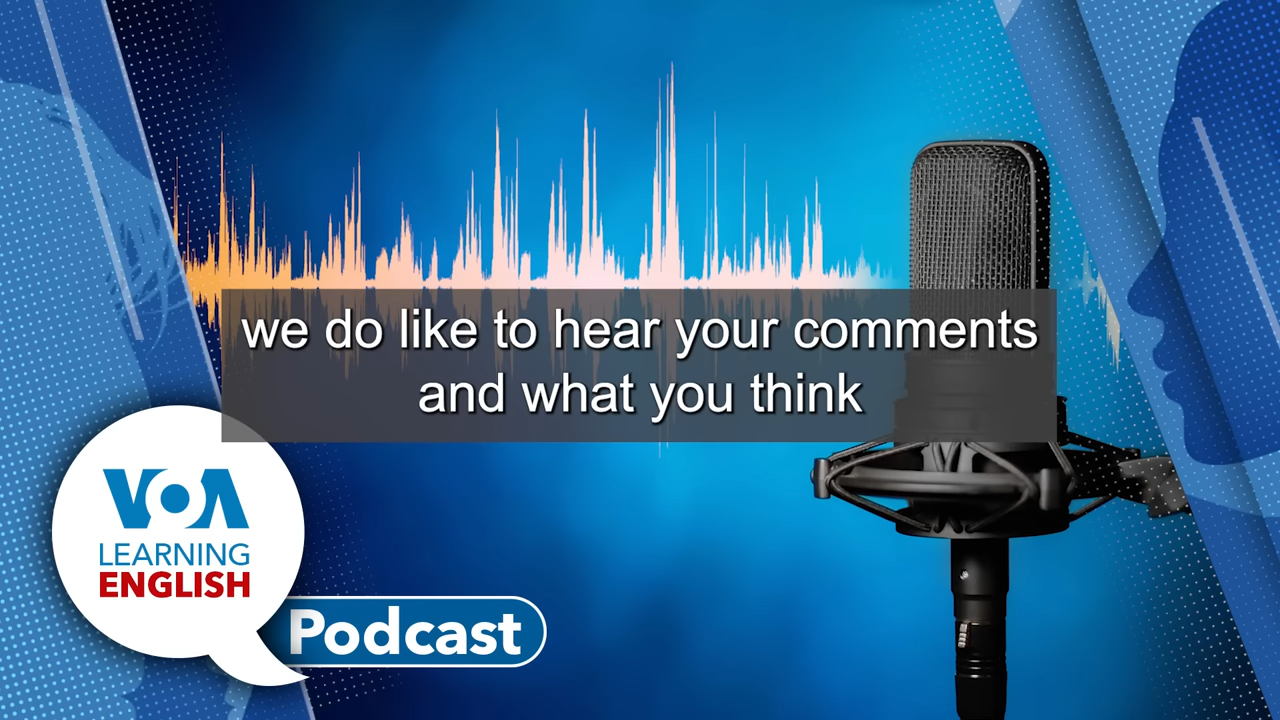 we do like to hear your comments
and what you think
VOA
LEARNING
ENGLISH
Podcast